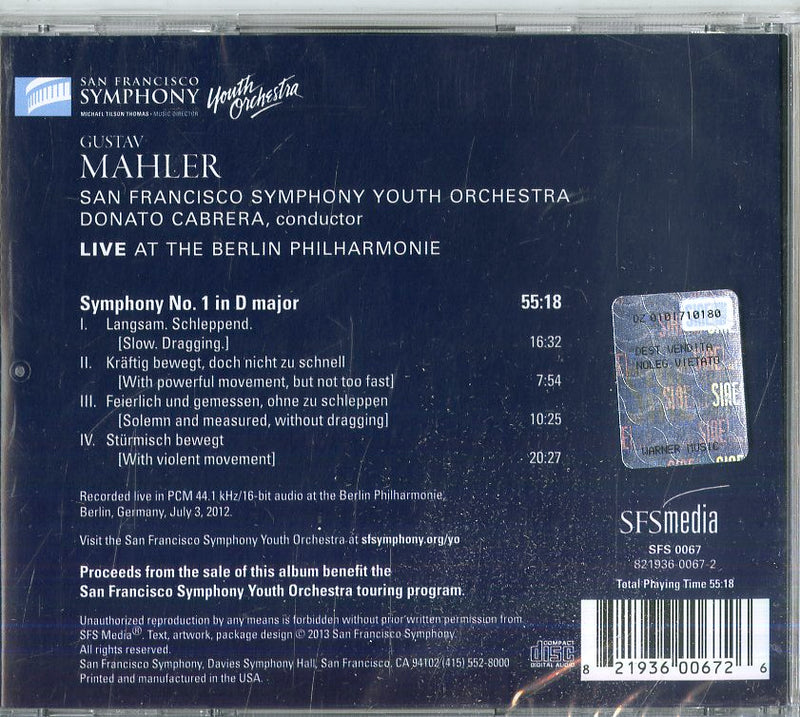 SAN FRANCISCO
SYMPHONY Youth Orchestra
MICHAEL TILSON THOMAS • MUSIC DIRECTOR
GUSTAV
MAHLER
SAN FRANCISCO SYMPHONY YOUTH ORCHESTRA
DONATO CABRERA, conductor
LIVE AT THE BERLIN PHILHARMONIE
Symphony No. 1 in D major 55:18
I. Langsam. Schleppend.
[Slow. Dragging.] 16:32
II. Kräftig bewegt, doch nicht zu schnell
[With powerful movement, but not too fast] 7:54
III. Feierlich und gemessen, ohne zu schleppen
[Solemn and measured, without dragging] 10:25
IV. Stürmisch bewegt
[With violent movement] 20:27
Recorded live in PCM 44.1 kHz/16-bit audio at the Berlin Philharmonie,
Berlin, Germany, July 3, 2012.
Visit the San Francisco Symphony Youth Orchestra at sfsymphony.org/yo
Proceeds from the sale of this album benefit the
San Francisco Symphony Youth Orchestra touring program.
Unauthorized reproduction by any means is forbidden without prior written permission from
SFS Media®. Text, artwork, package design © 2013 San Francisco Symphony
All rights reserved.
San Francisco Symphony, Davies Symphony Hall, San Francisco, CA 94102 (415) 552-8000
Printed and manufactured in the USA.
COMPACT
disc
DIGITAL AUDIO
OZ 0101710180
DEST.VENDITA
NOLEG.VIETATO
SIAE
WARNER MUSIC
SFSmedia
SFS 0067
821936-0067-2
Total Playing Time 55:18
8 21936 00672 6